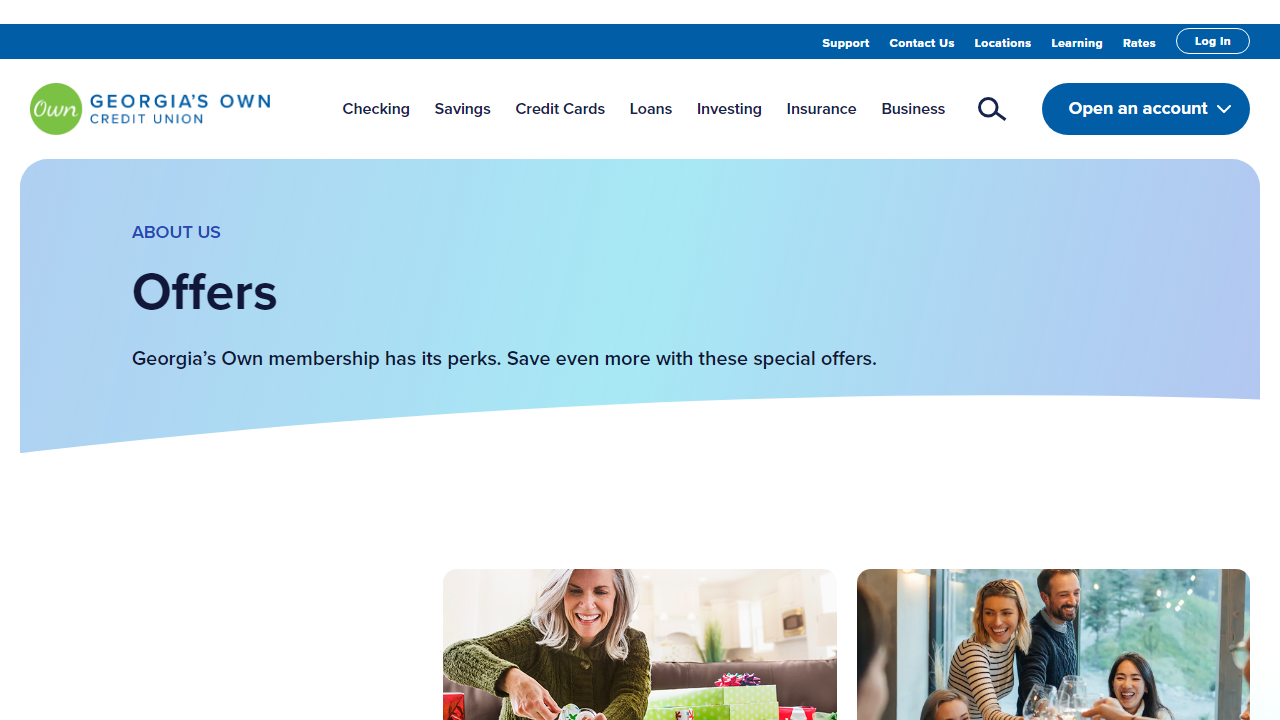 Support Contact Us Locations Learning Rates Log In
Own GEORGIA'S OWN
CREDIT UNION
Checking Savings Credit Cards Loans Investing Insurance Business Open an account
ABOUT US
Offers
Georgia’s Own membership has its perks. Save even more with these special offers.